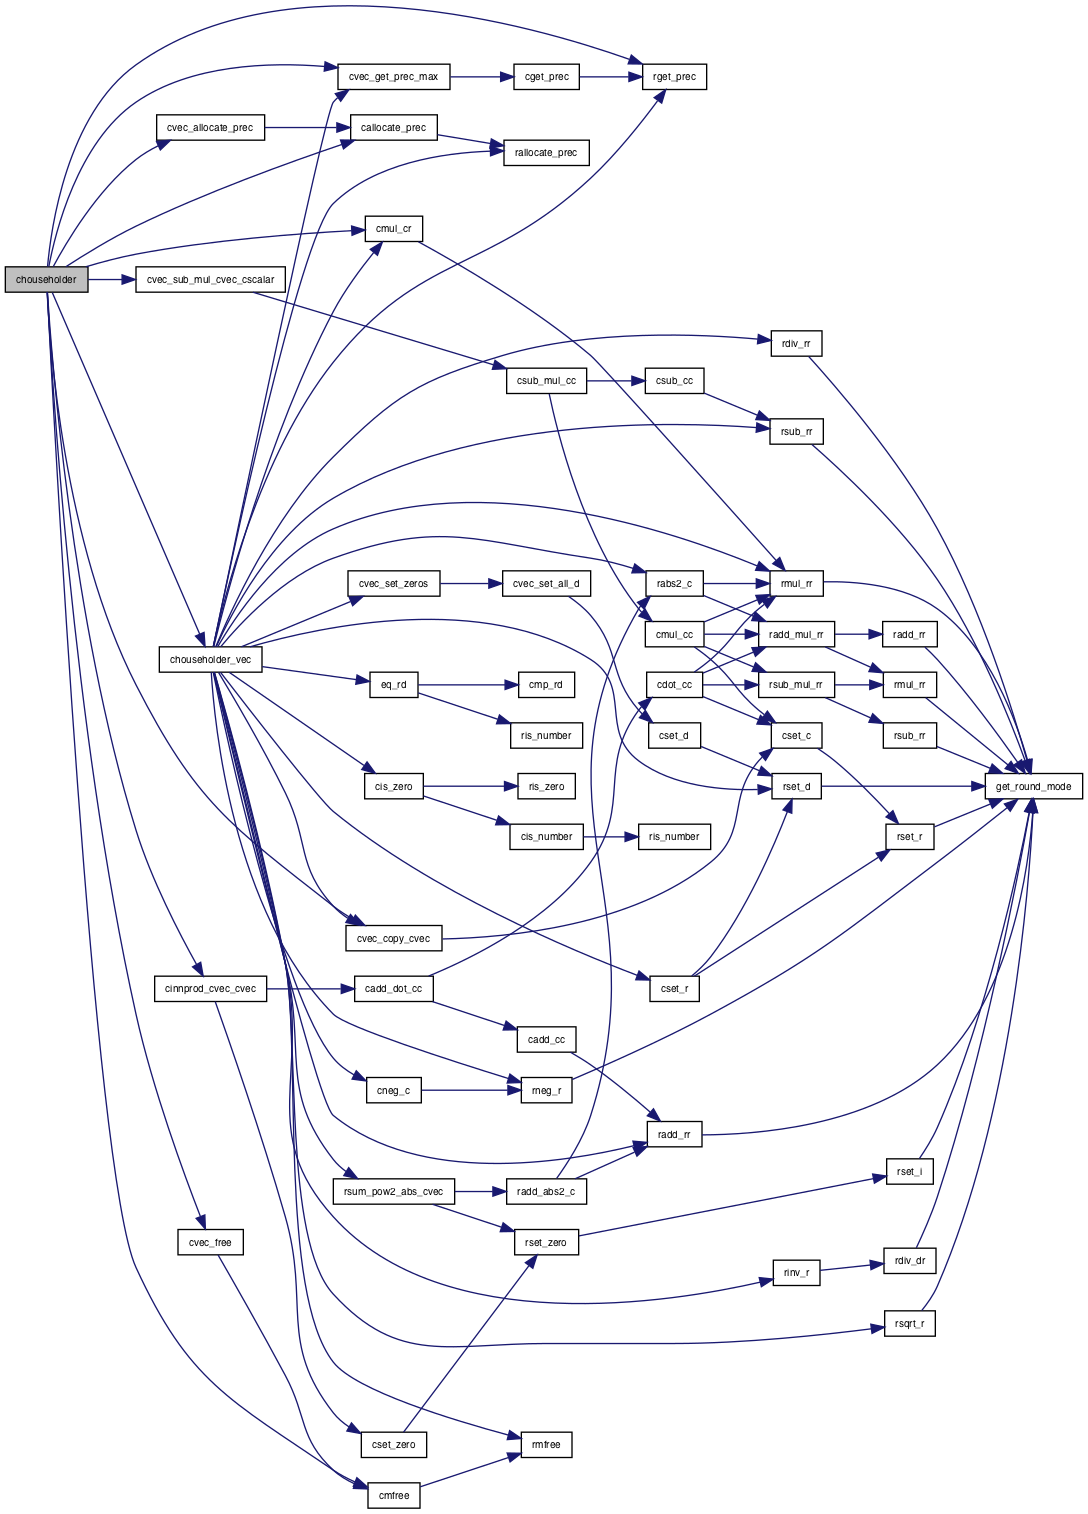 cvec_get_prec_max
cget_prec
rget_prec
cvec_allocate_prec
callocate_prec
rallocate_prec
cmul_cr
chouseholder
cvec_sub_mul_cvec_cscalar
rdiv_rr
csub_mul_cc
csub_cc
rsub_rr
cvec_set_zeros
cvec_set_all_d
rabs2_c
rmul_rr
cmul_cc
radd_mul_rr
radd_rr
chouseholder_vec
eq_rd
cmp_rd
cdot_cc
rsub_mul_rr
rmul_rr
ris_number
cset_d
cset_c
rsub_rr
cis_zero
ris_zero
rset_d
get_round_mode
cis_number
ris_number
rset_r
cvec_copy_cvec
cinnprod_cvec_cvec
cadd_dot_cc
cset_r
cadd_cc
cneg_c
rneg_r
radd_rr
rsum_pow2_abs_cvec
radd_abs2_c
rset_i
cvec_free
rset_zero
rinv_r
rdiv_dr
rsqrt_r
cset_zero
rmfree
cmfree